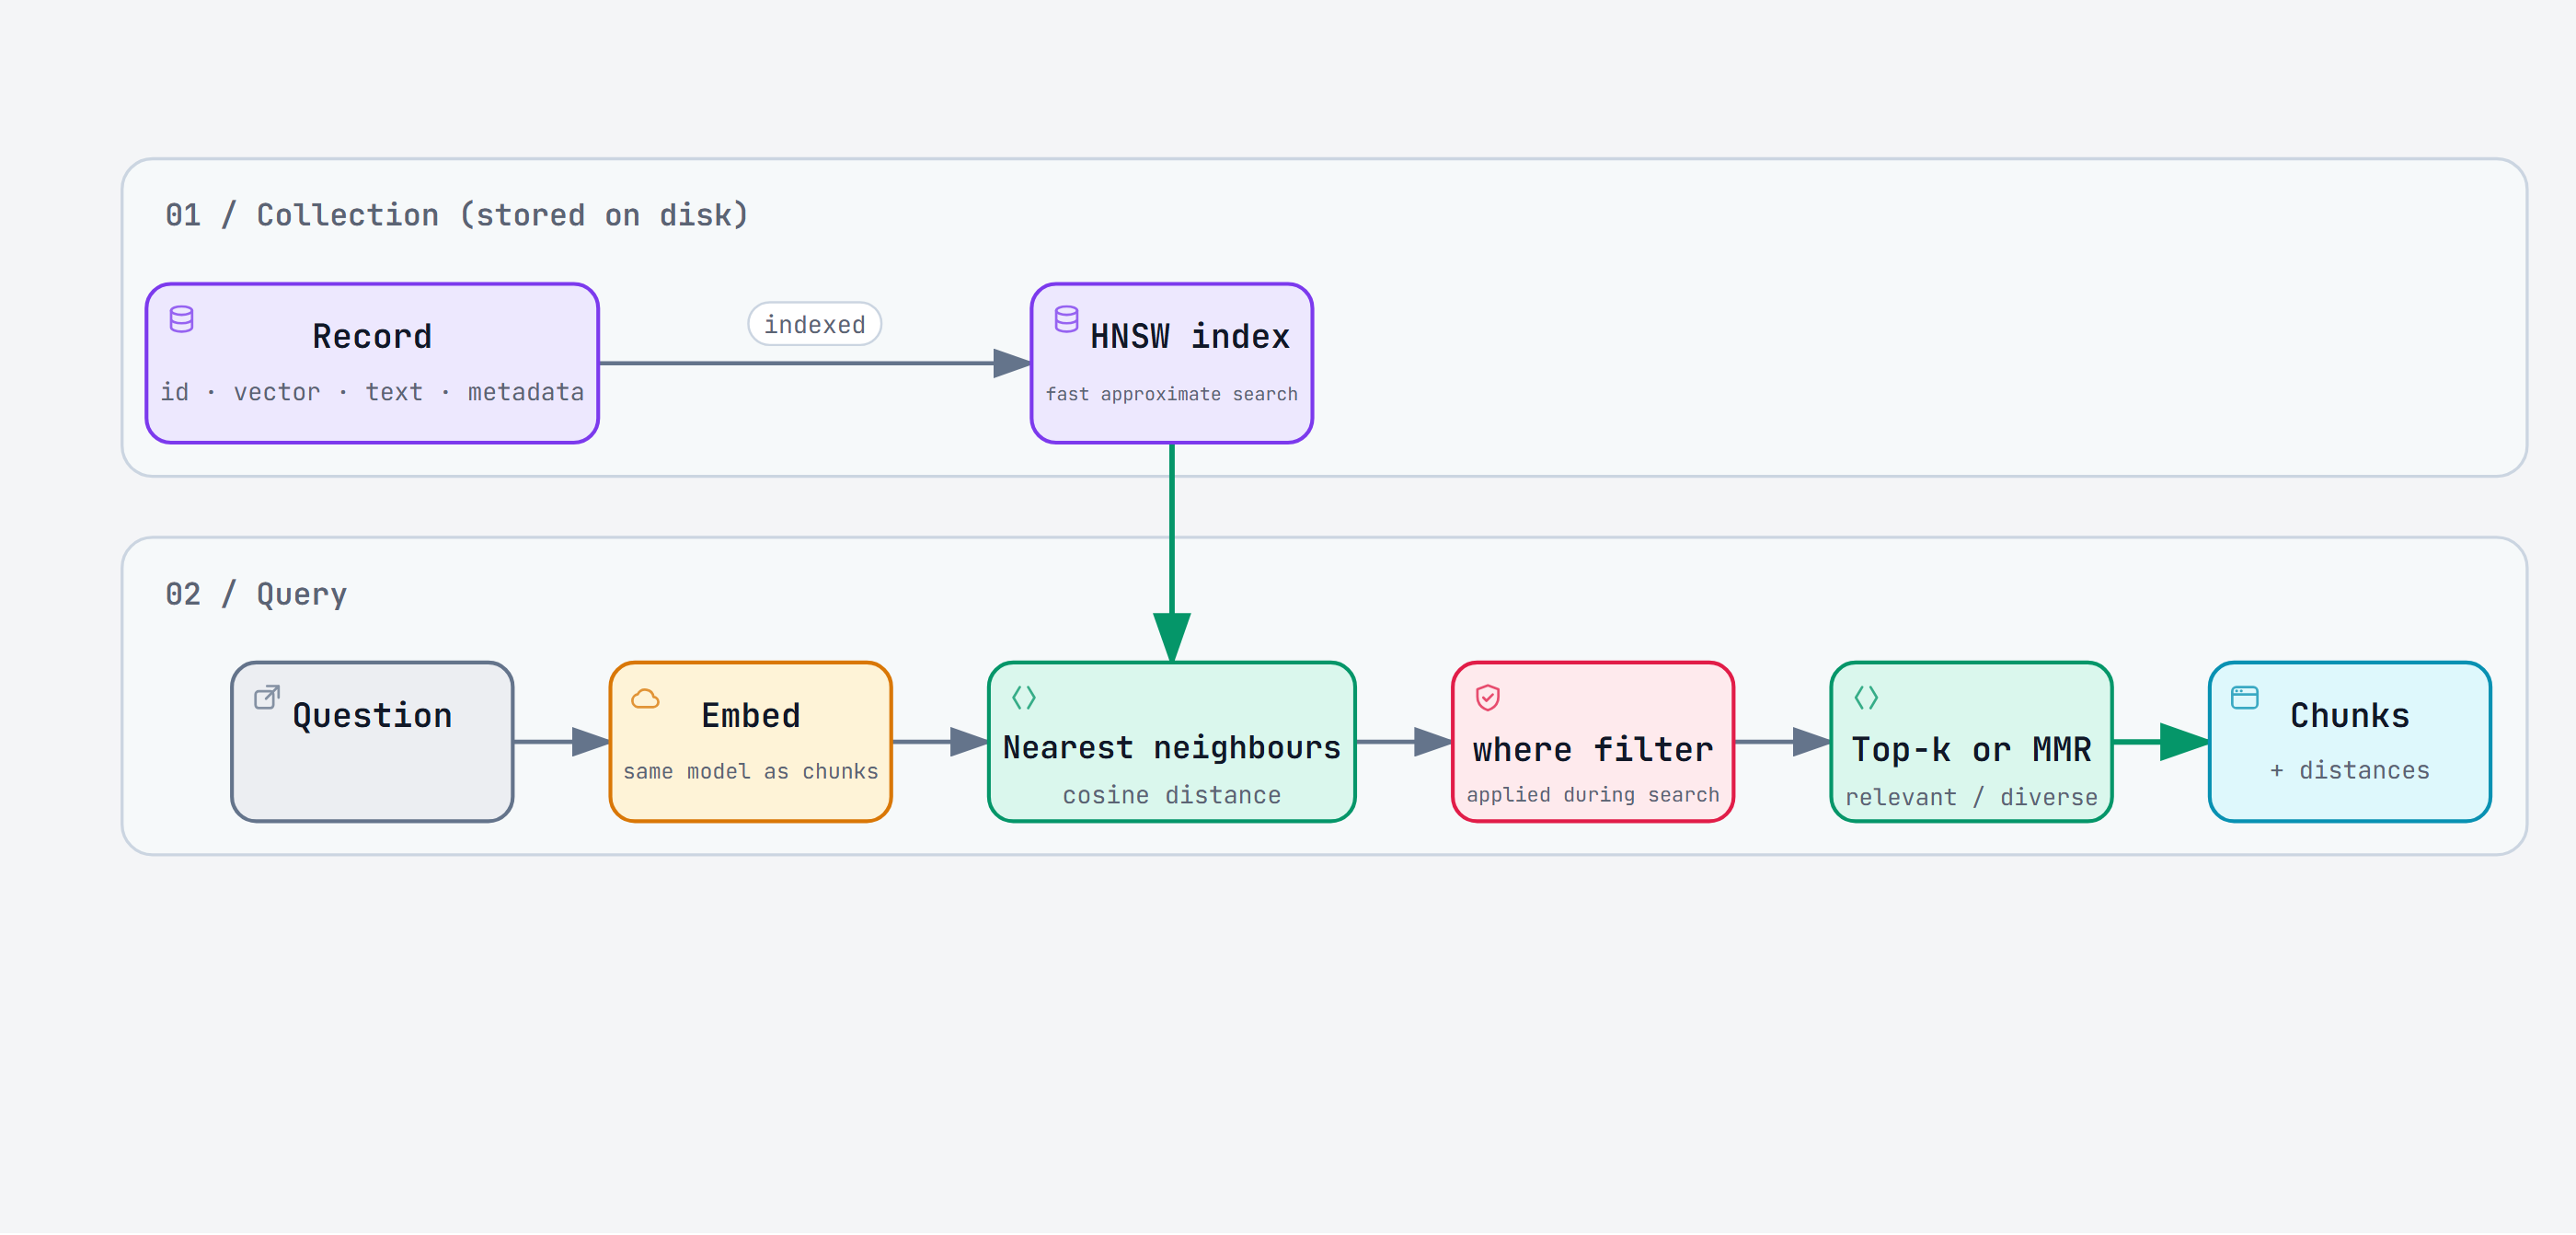 01 / Collection (stored on disk)
Record
id · vector · text · metadata
indexed
HNSW index
fast approximate search
02 / Query
Question
Embed
same model as chunks
Nearest neighbours
cosine distance
where filter
applied during search
Top-k or MMR
relevant / diverse
Chunks
+ distances